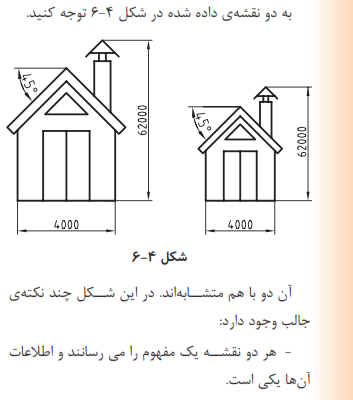 به دو نقشه‌ی داده شده در شکل ۴-۶ توجه کنید.
45°
62000
4000
45°
62000
4000
شکل ۴-۶
آن دو با هم متشـــابه‌اند. در این شـــکل چند نکته‌ی
جالب وجود دارد:
- هر دو نقشـــه یک مفهوم را می رسانند و اطلاعات
آن‌ها یکی است.